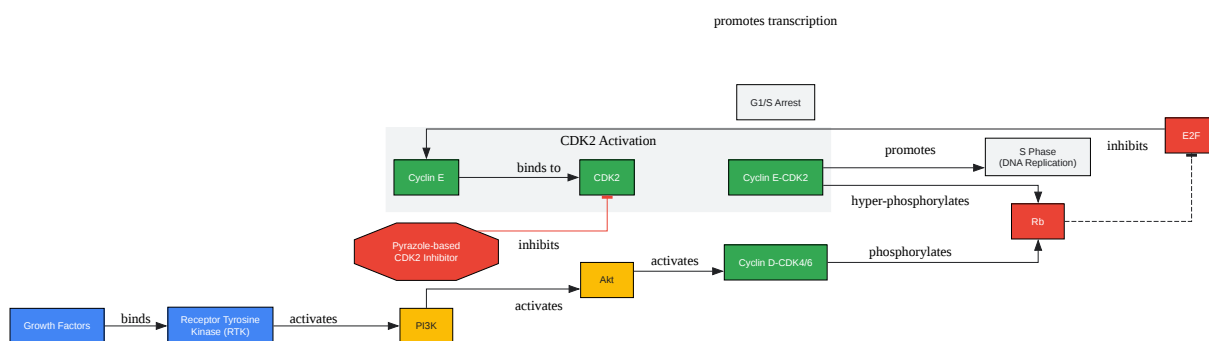 promotes transcription
G1/S Arrest
CDK2 Activation
E2F
inhibits
promotes
S Phase
(DNA Replication)
Cyclin E
binds to
CDK2
Cyclin E-CDK2
hyper-phosphorylates
Rb
Pyrazole-based
CDK2 Inhibitor
inhibits
Cyclin D-CDK4/6
phosphorylates
activates
Akt
activates
Growth Factors
binds
Receptor Tyrosine
Kinase (RTK)
activates
PI3K